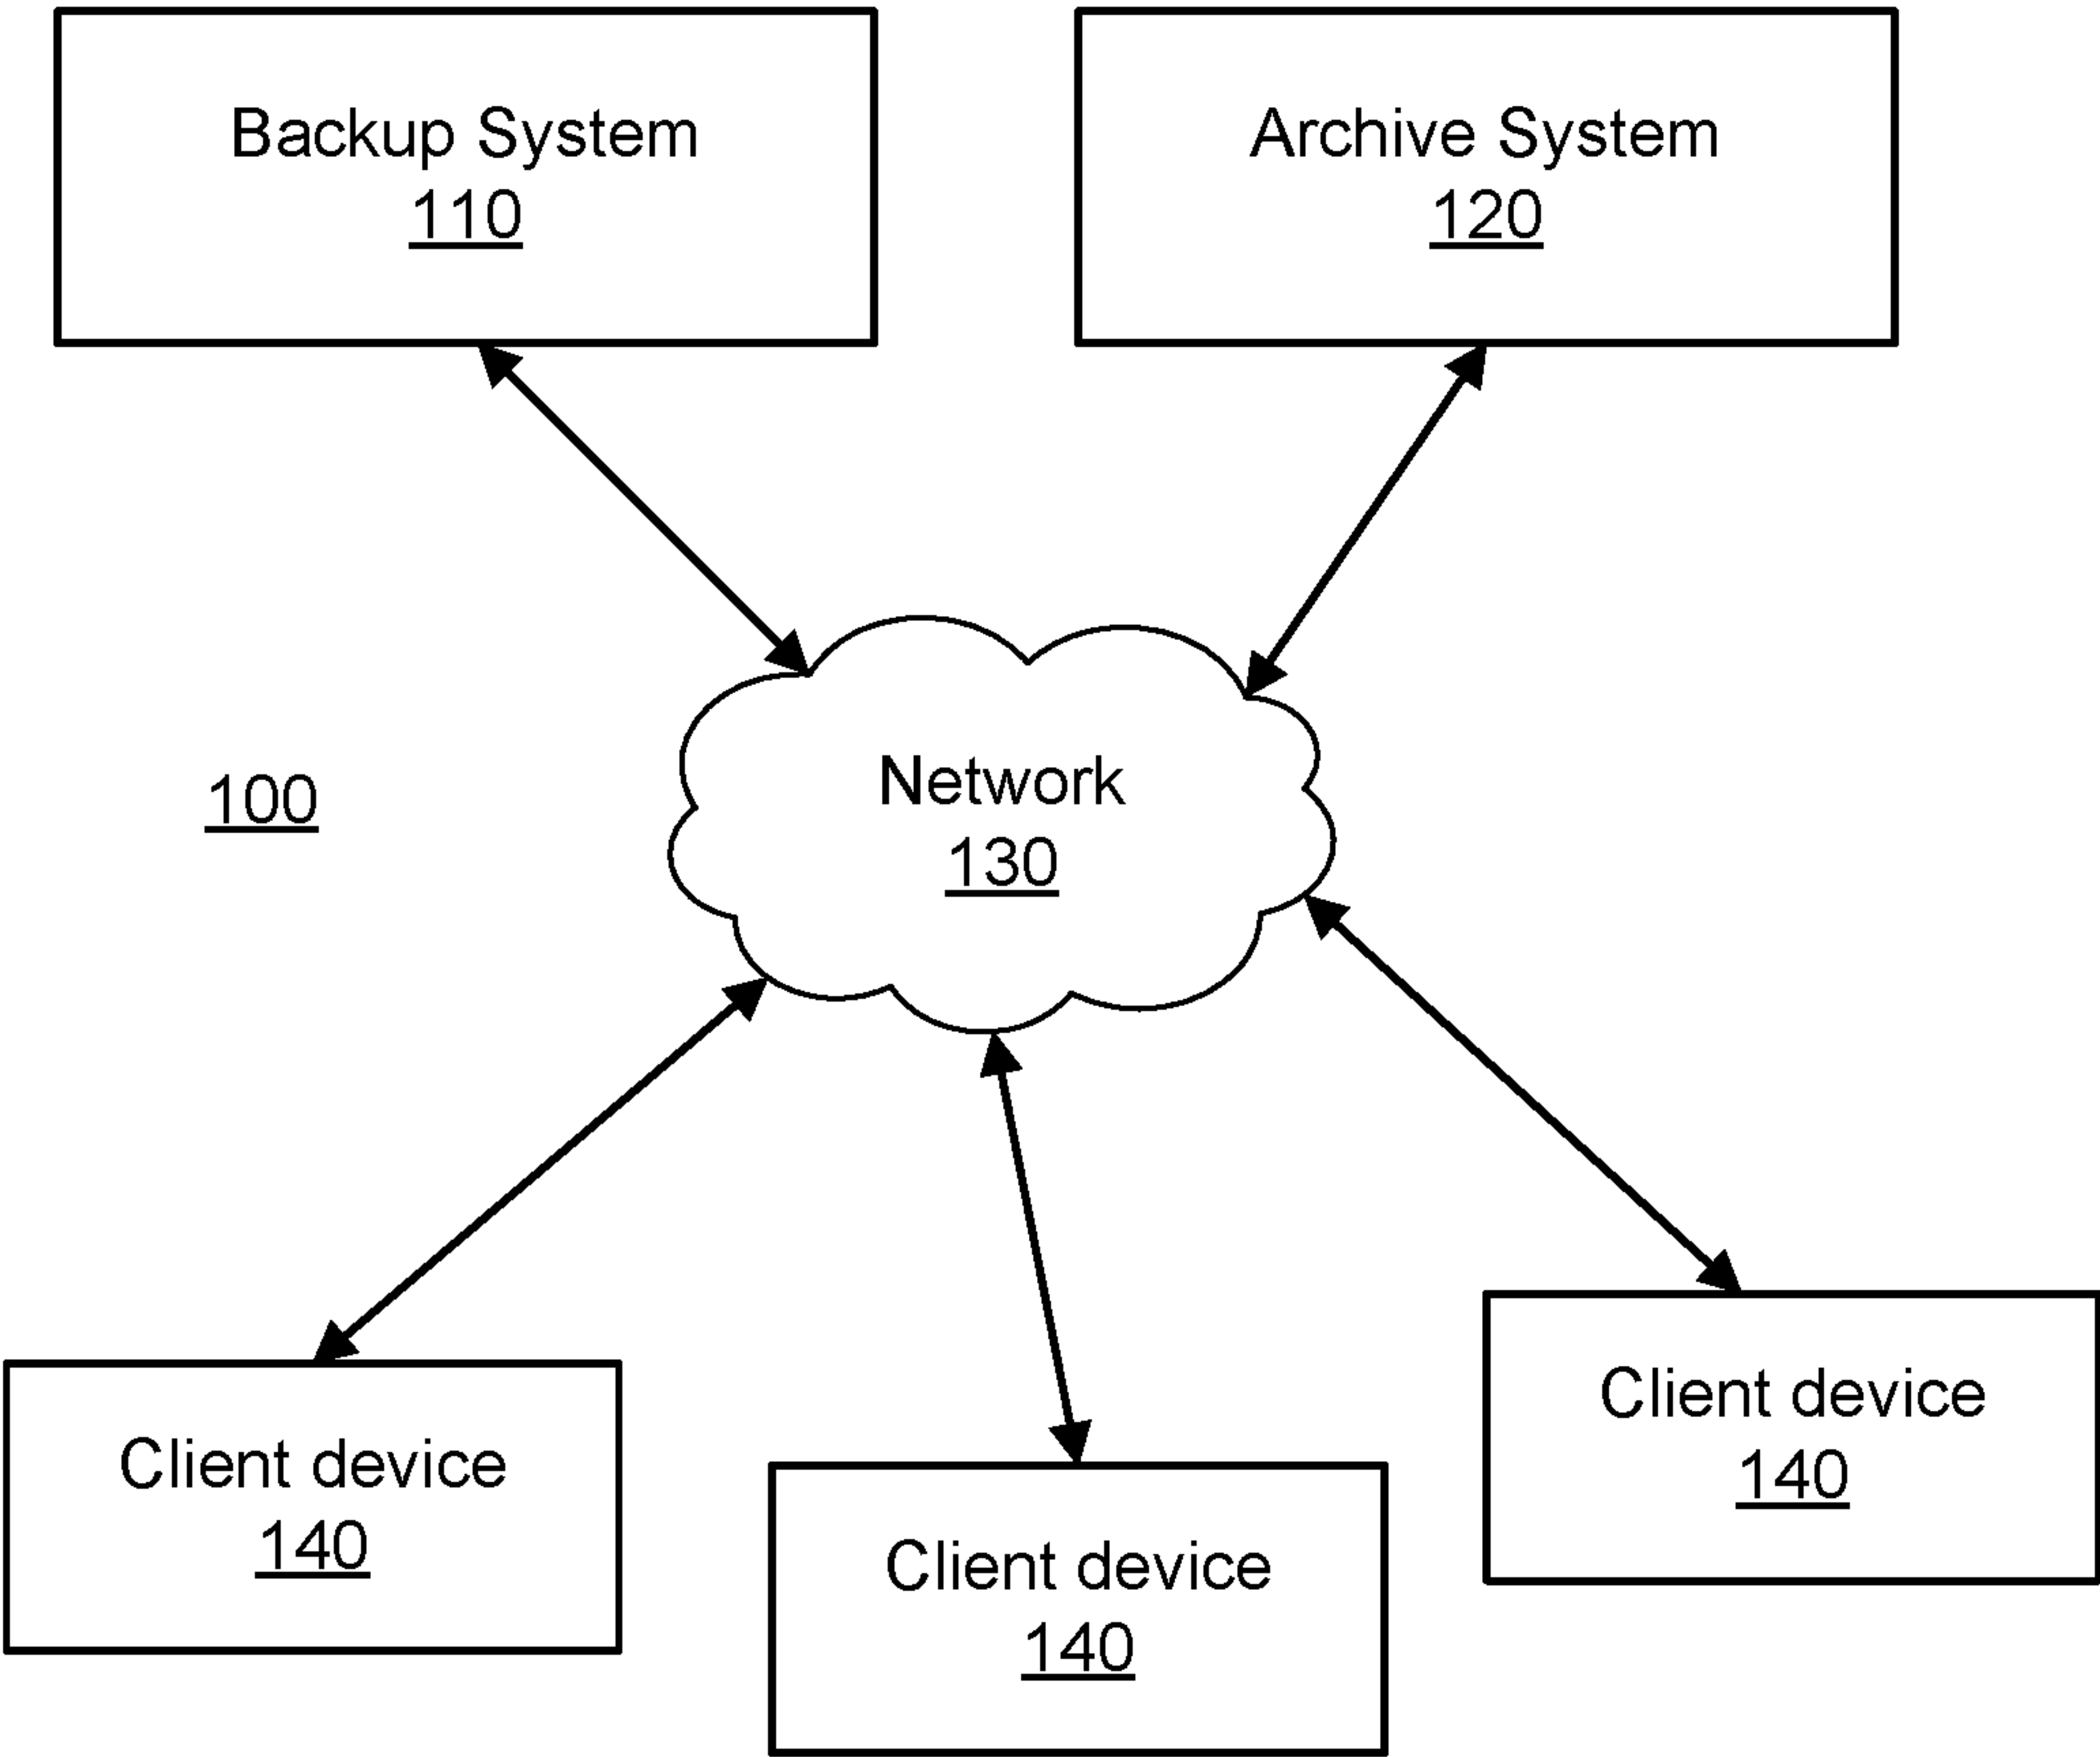 Backup System
110
Archive System
120
Network
130
100
Client device
140
Client device
140
Client device
140